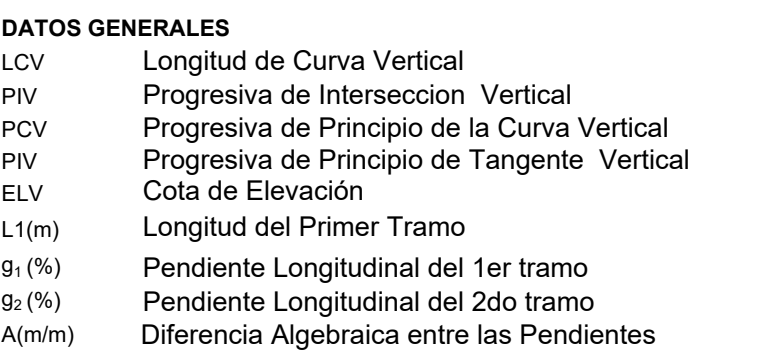 DATOS GENERALES
LCV Longitud de Curva Vertical
PIV Progresiva de Interseccion Vertical
PCV Progresiva de Principio de la Curva Vertical
PIV Progresiva de Principio de Tangente Vertical
ELV Cota de Elevación
L1(m) Longitud del Primer Tramo
g₁ (%) Pendiente Longitudinal del 1er tramo
g₂ (%) Pendiente Longitudinal del 2do tramo
A(m/m) Diferencia Algebraica entre las Pendientes